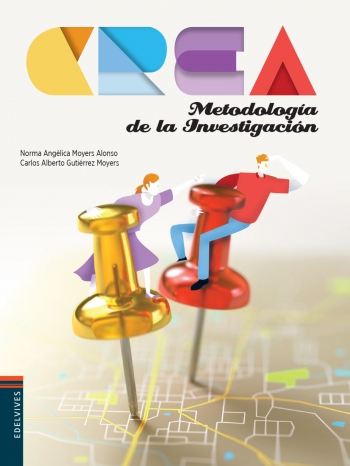 CREA
Metodología
de la Investigación
Norma Angélica Moyers Alonso
Carlos Alberto Gutiérrez Moyers
EDELVIVES